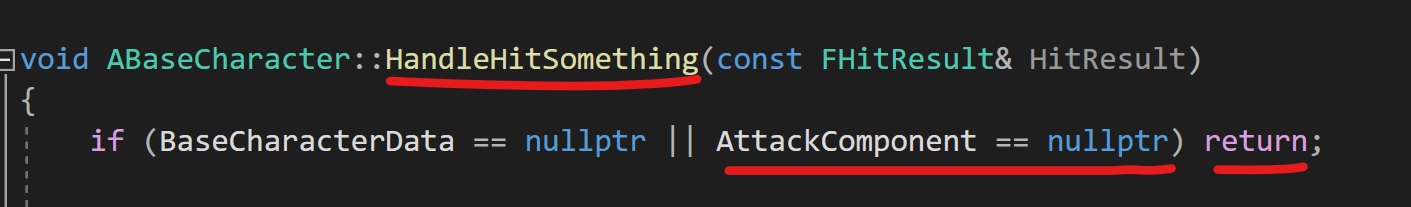 void ABaseCharacter::HandleHitSomething(const FHitResult& HitResult)
{
if (BaseCharacterData == nullptr || AttackComponent == nullptr) return;